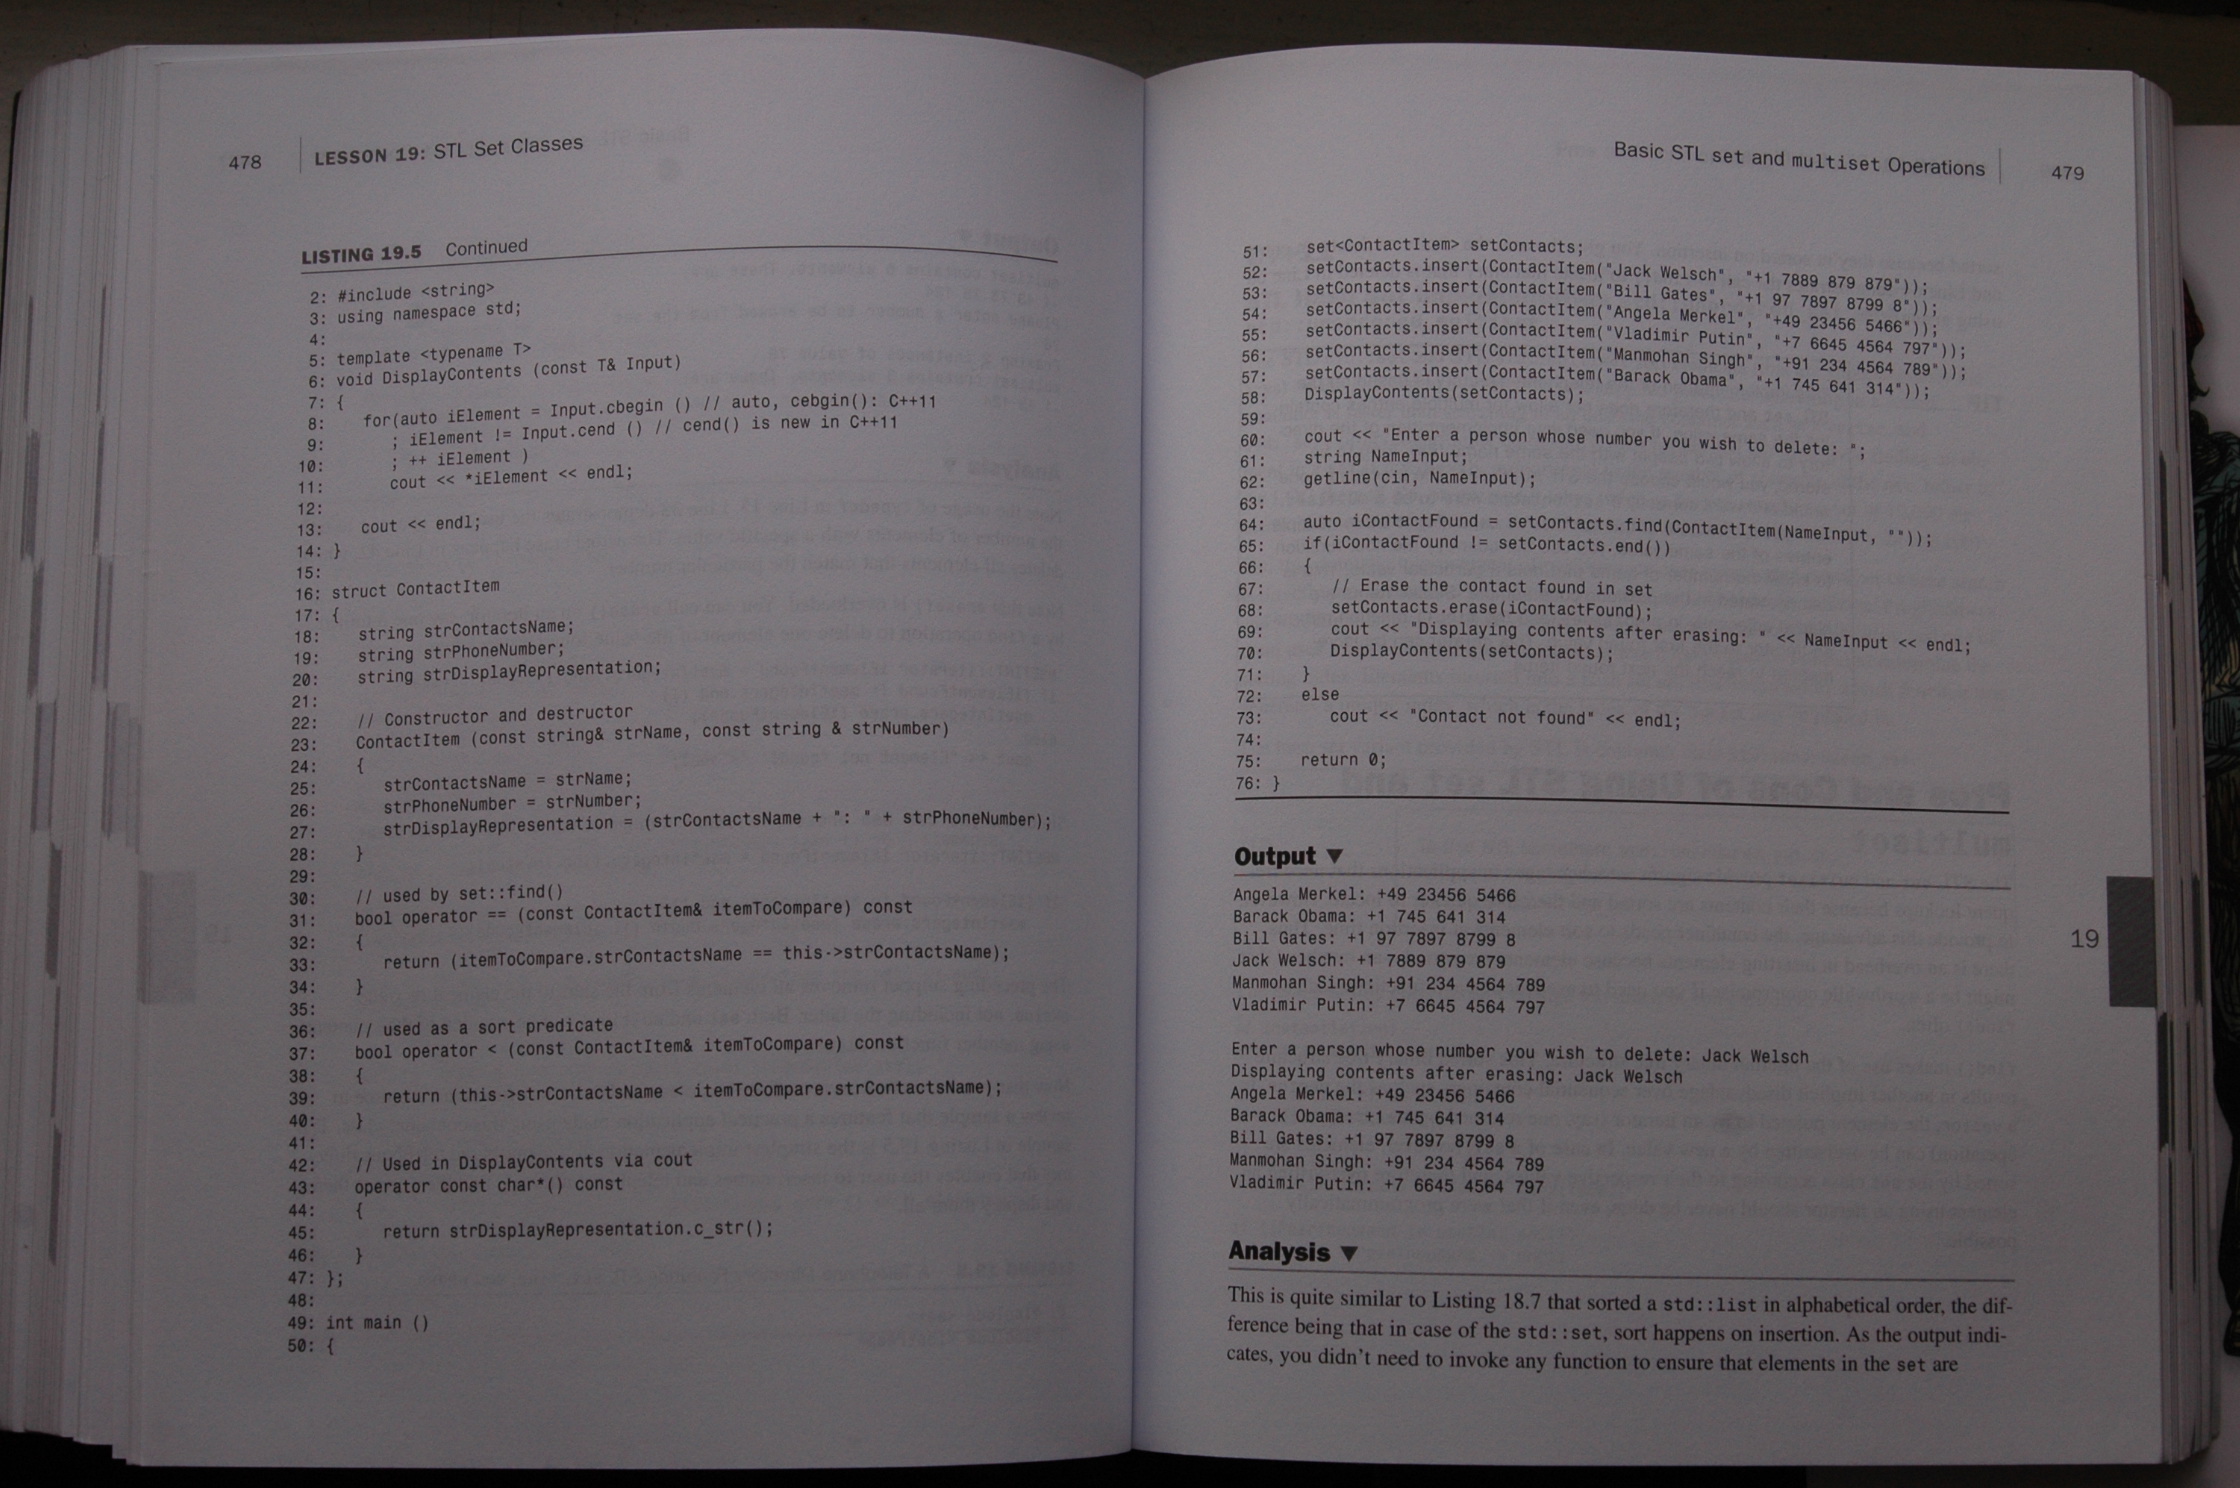 478 LESSON 19: STL Set Classes
LISTING 19.5 Continued
2: #include <string>
3: using namespace std;
4:
5: template <typename T>
6: void DisplayContents (const T& Input)
7: {
8: for(auto iElement = Input.cbegin () // auto, cebgin(): C++11
9: ; iElement != Input.cend () // cend() is new in C++11
10: ; ++ iElement )
11: cout << *iElement << endl;
12:
13: cout << endl;
14: }
15:
16: struct ContactItem
17: {
18: string strContactsName;
19: string strPhoneNumber;
20: string strDisplayRepresentation;
21:
22: // Constructor and destructor
23: ContactItem (const string& strName, const string & strNumber)
24: {
25: strContactsName = strName;
26: strPhoneNumber = strNumber;
27: strDisplayRepresentation = (strContactsName + ": " + strPhoneNumber);
28: }
29:
30: // used by set::find()
31: bool operator == (const ContactItem& itemToCompare) const
32: {
33: return (itemToCompare.strContactsName == this->strContactsName);
34: }
35:
36: // used as a sort predicate
37: bool operator < (const ContactItem& itemToCompare) const
38: {
39: return (this->strContactsName < itemToCompare.strContactsName);
40: }
41:
42: // Used in DisplayContents via cout
43: operator const char*() const
44: {
45: return strDisplayRepresentation.c_str();
46: }
47: };
48:
49: int main ()
50: {
Basic STL set and multiset Operations 479
51: set<ContactItem> setContacts;
52: setContacts.insert(ContactItem("Jack Welsch", "+1 7889 879 879"));
53: setContacts.insert(ContactItem("Bill Gates", "+1 97 7897 8799 8"));
54: setContacts.insert(ContactItem("Angela Merkel", "+49 23456 5466"));
55: setContacts.insert(ContactItem("Vladimir Putin", "+7 6645 4564 797"));
56: setContacts.insert(ContactItem("Manmohan Singh", "+91 234 4564 789"));
57: setContacts.insert(ContactItem("Barack Obama", "+1 745 641 314"));
58: DisplayContents(setContacts);
59:
60: cout << "Enter a person whose number you wish to delete: ";
61: string NameInput;
62: getline(cin, NameInput);
63:
64: auto iContactFound = setContacts.find(ContactItem(NameInput, ""));
65: if(iContactFound != setContacts.end())
66: {
67: // Erase the contact found in set
68: setContacts.erase(iContactFound);
69: cout << "Displaying contents after erasing: " << NameInput << endl;
70: DisplayContents(setContacts);
71: }
72: else
73: cout << "Contact not found" << endl;
74:
75: return 0;
76: }
Output ▼
Angela Merkel: +49 23456 5466
Barack Obama: +1 745 641 314
Bill Gates: +1 97 7897 8799 8
Jack Welsch: +1 7889 879 879
Manmohan Singh: +91 234 4564 789
Vladimir Putin: +7 6645 4564 797
Enter a person whose number you wish to delete: Jack Welsch
Displaying contents after erasing: Jack Welsch
Angela Merkel: +49 23456 5466
Barack Obama: +1 745 641 314
Bill Gates: +1 97 7897 8799 8
Manmohan Singh: +91 234 4564 789
Vladimir Putin: +7 6645 4564 797
Analysis ▼
This is quite similar to Listing 18.7 that sorted a std::list in alphabetical order, the dif-
ference being that in case of the std::set, sort happens on insertion. As the output indi-
cates, you didn't need to invoke any function to ensure that elements in the set are
19